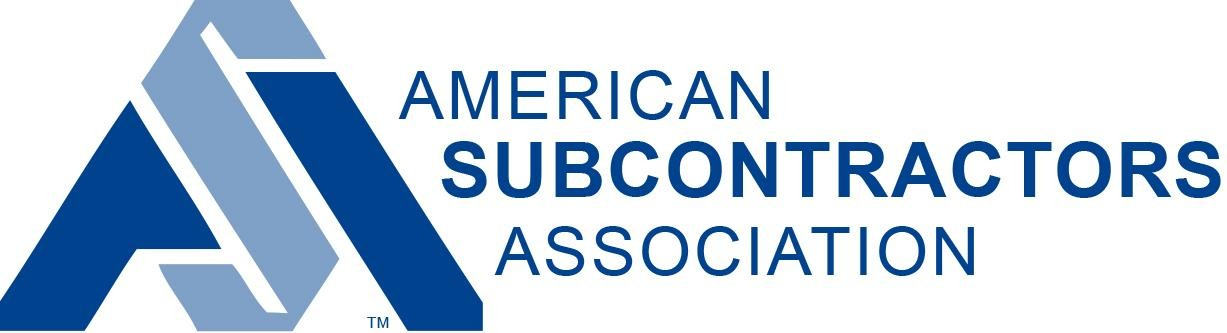 AMERICAN
SUBCONTRACTORS
ASSOCIATION
TM